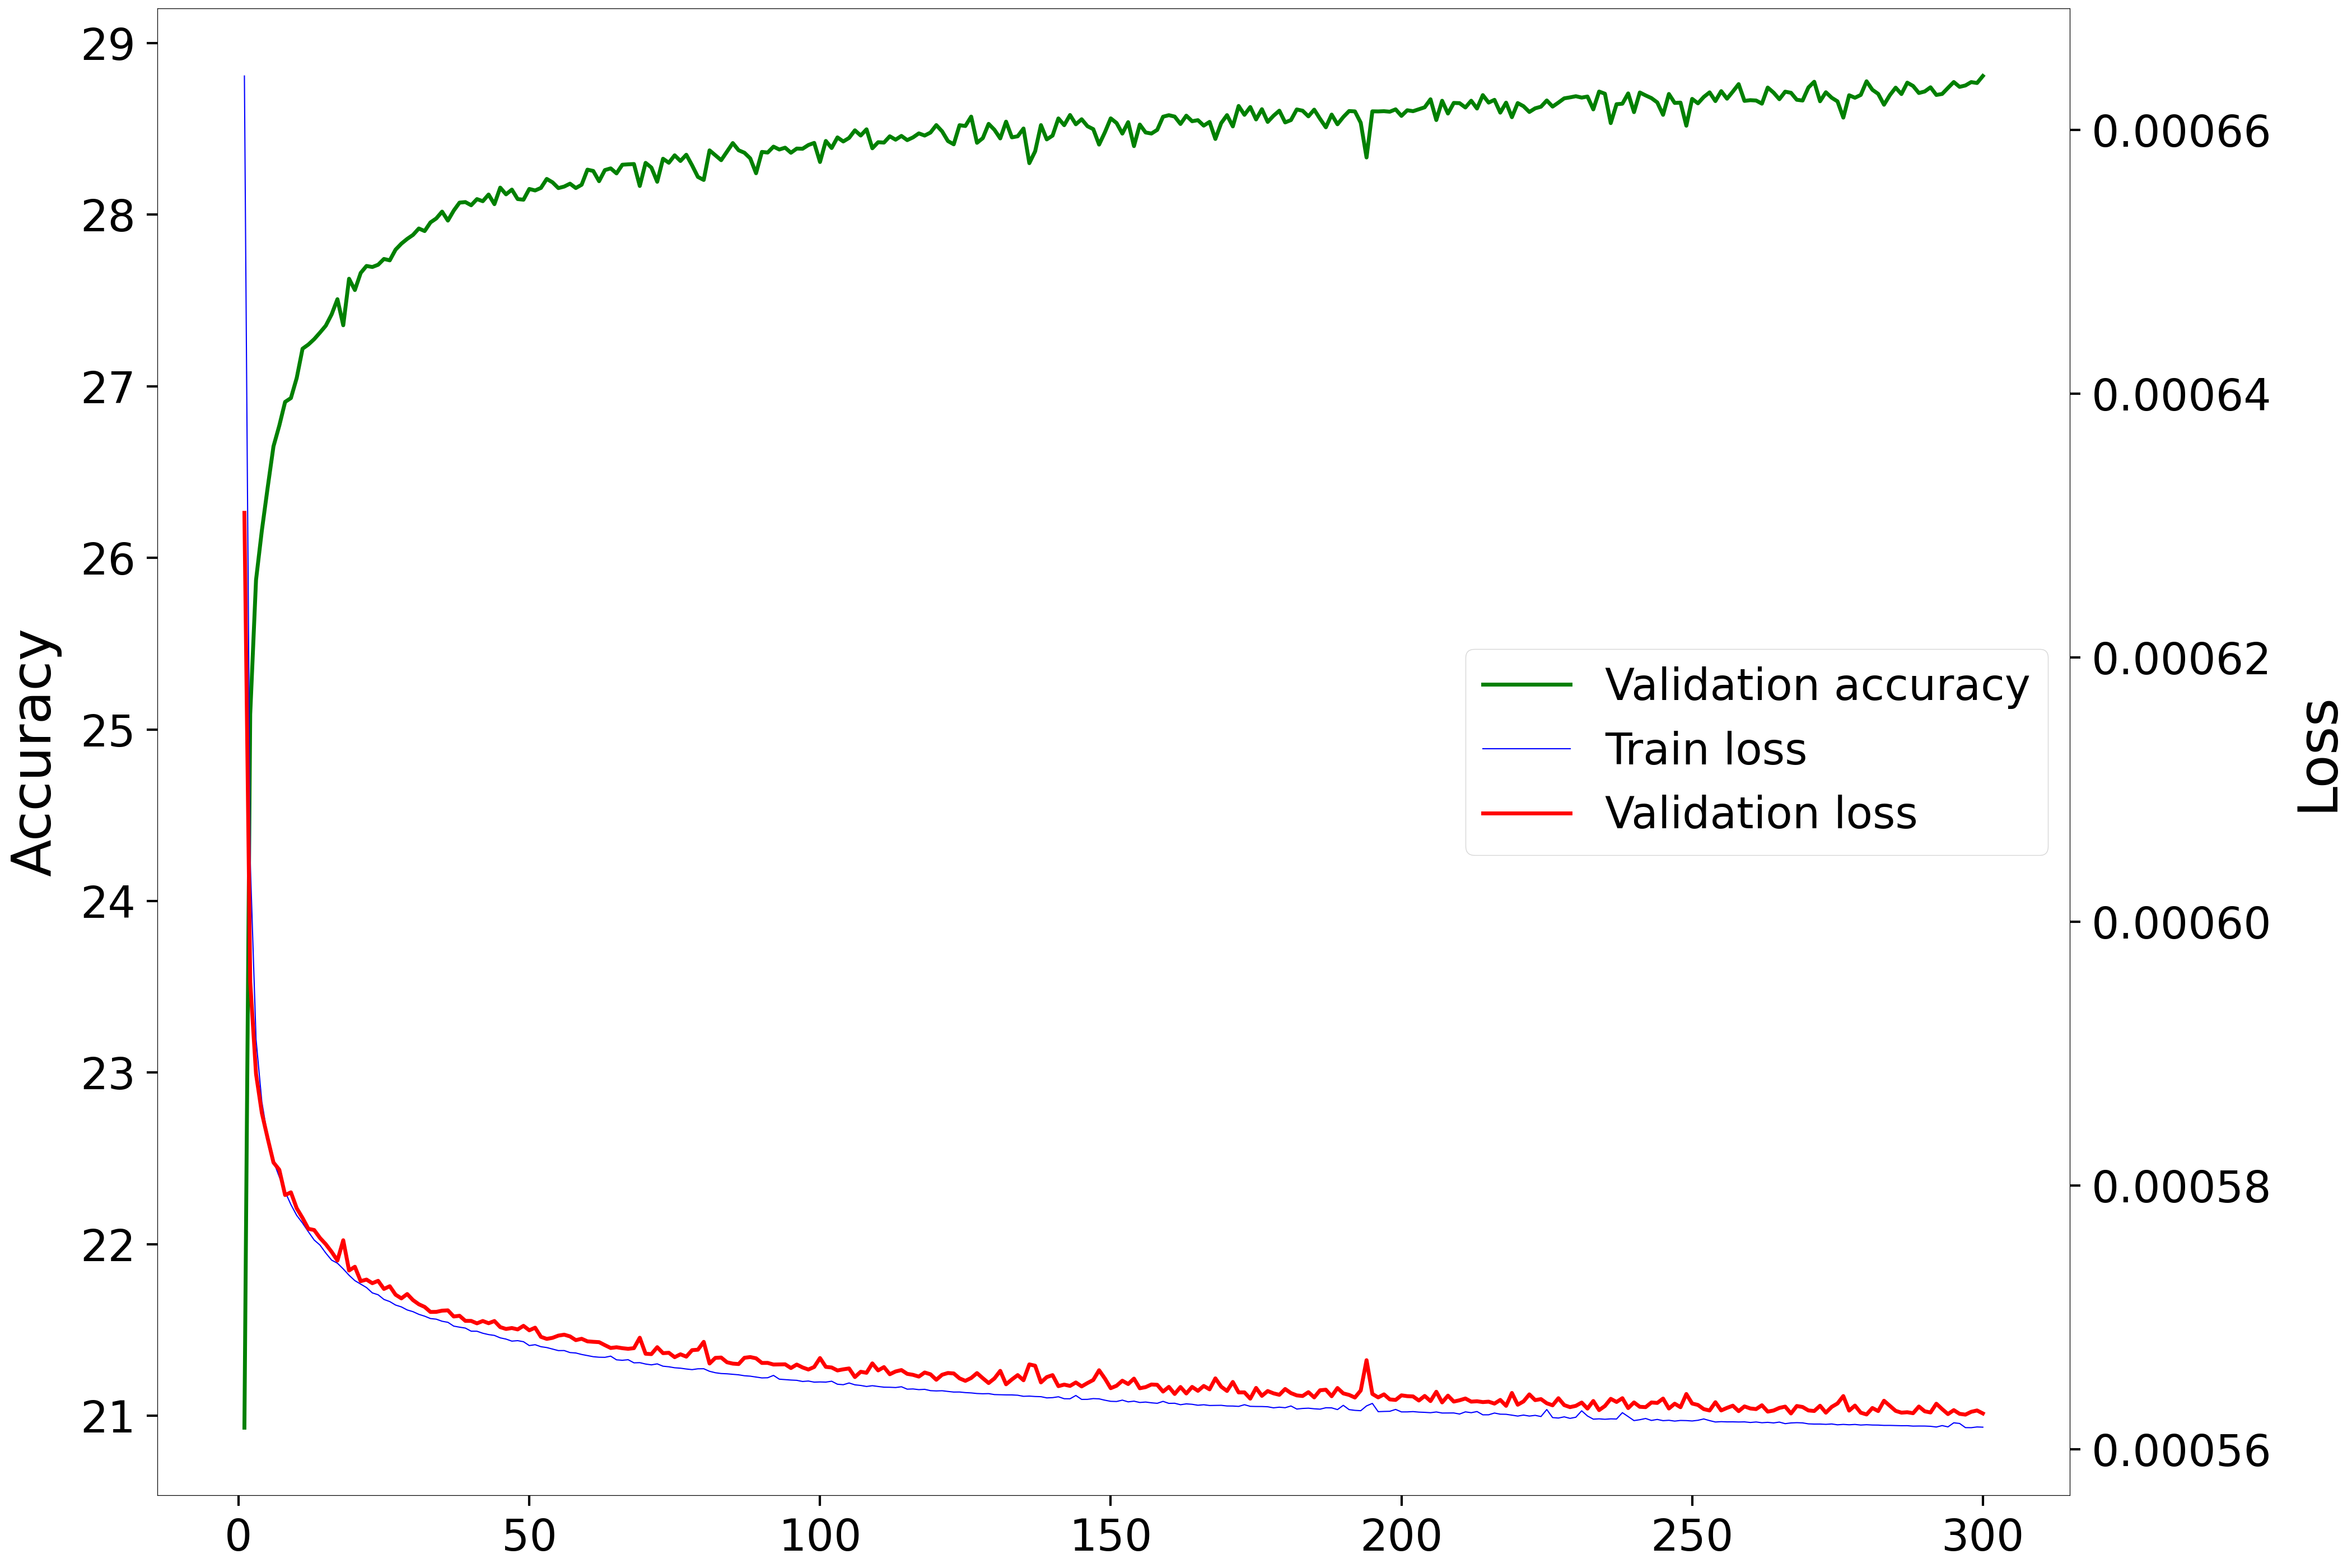 Accuracy
29
28
27
26
25
24
23
22
21
0.00066
0.00064
0.00062
0.00060
0.00058
0.00056
Loss
Validation accuracy
Train loss
Validation loss
0 50 100 150 200 250 300